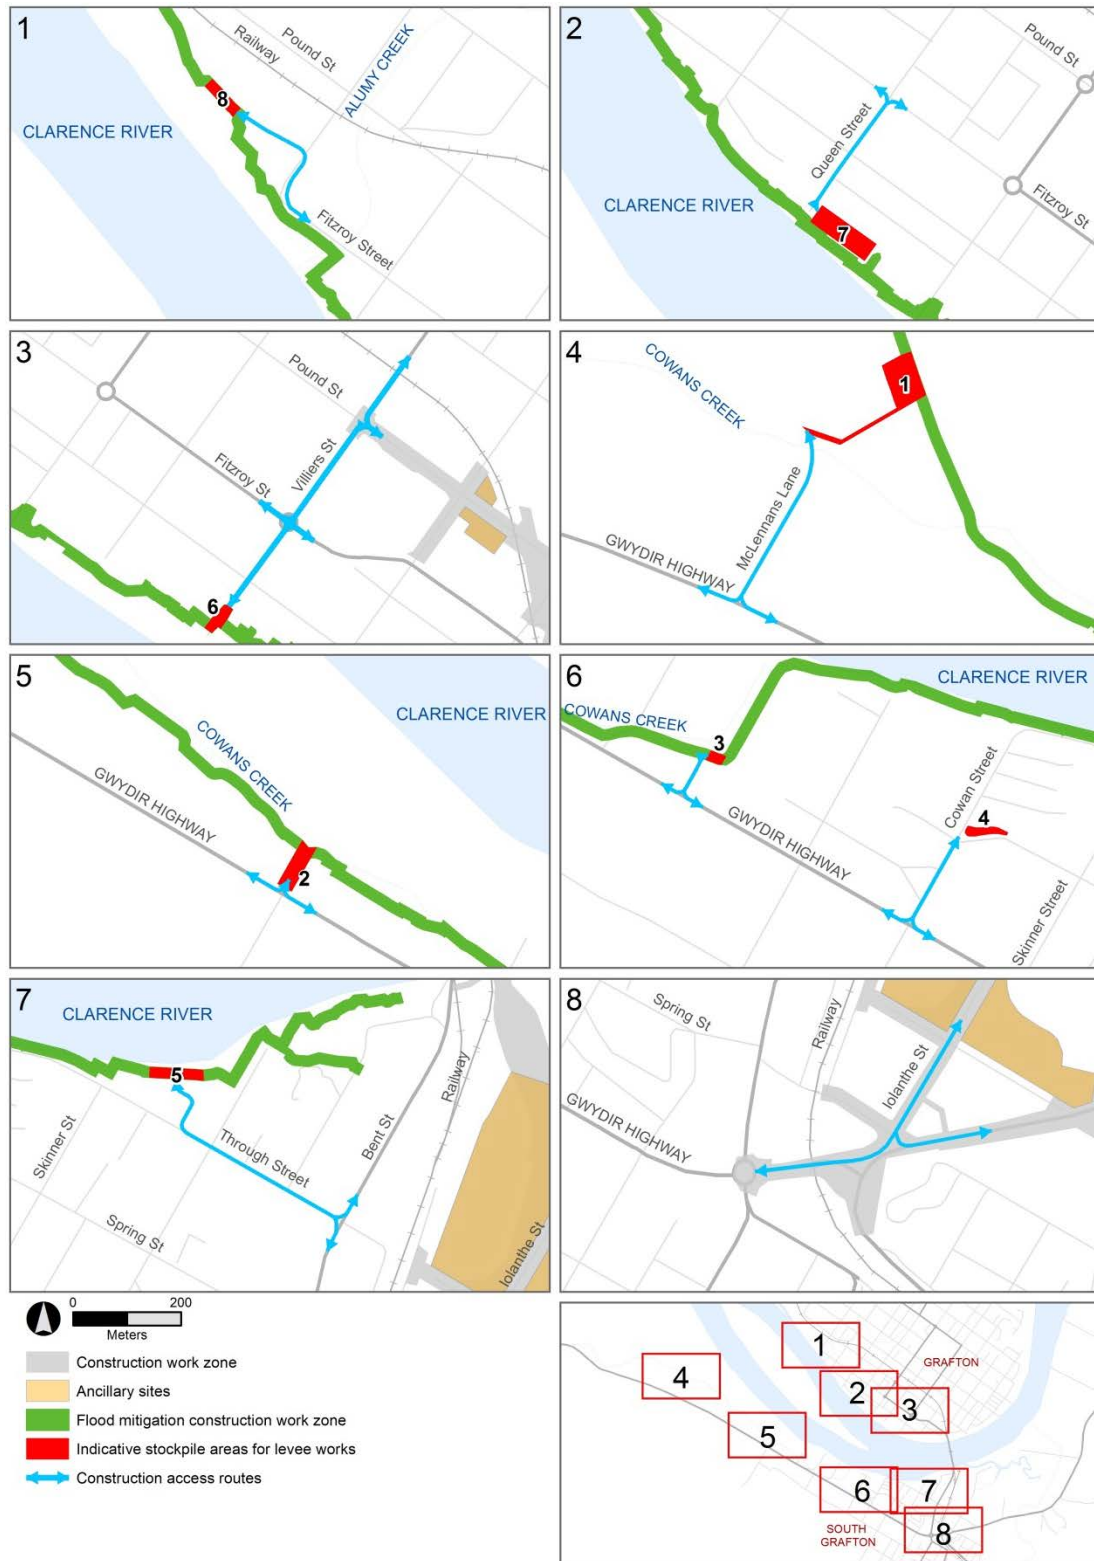 1
Railway
Pound St
ALUMY CREEK
8
CLARENCE RIVER
Fitzroy Street
2
Pound St
Queen Street
CLARENCE RIVER
Fitzroy St
7
3
Pound St
Villiers St
Fitzroy St
6
4
COWANS CREEK
1
McLennans Lane
GWYDIR HIGHWAY
5
CLARENCE RIVER
COWANS CREEK
GWYDIR HIGHWAY
2
6
CLARENCE RIVER
COWANS CREEK
3
Cowan Street
4
GWYDIR HIGHWAY
Skinner Street
7
CLARENCE RIVER
5
Railway
Bent St
Through Street
Skinner St
Spring St
Iolanthe St
8
Spring St
Railway
Iolanthe St
GWYDIR HIGHWAY
0 200
Meters
Construction work zone
Ancillary sites
Flood mitigation construction work zone
Indicative stockpile areas for levee works
Construction access routes
1
GRAFTON
4
2
3
5
6
7
SOUTH
GRAFTON
8